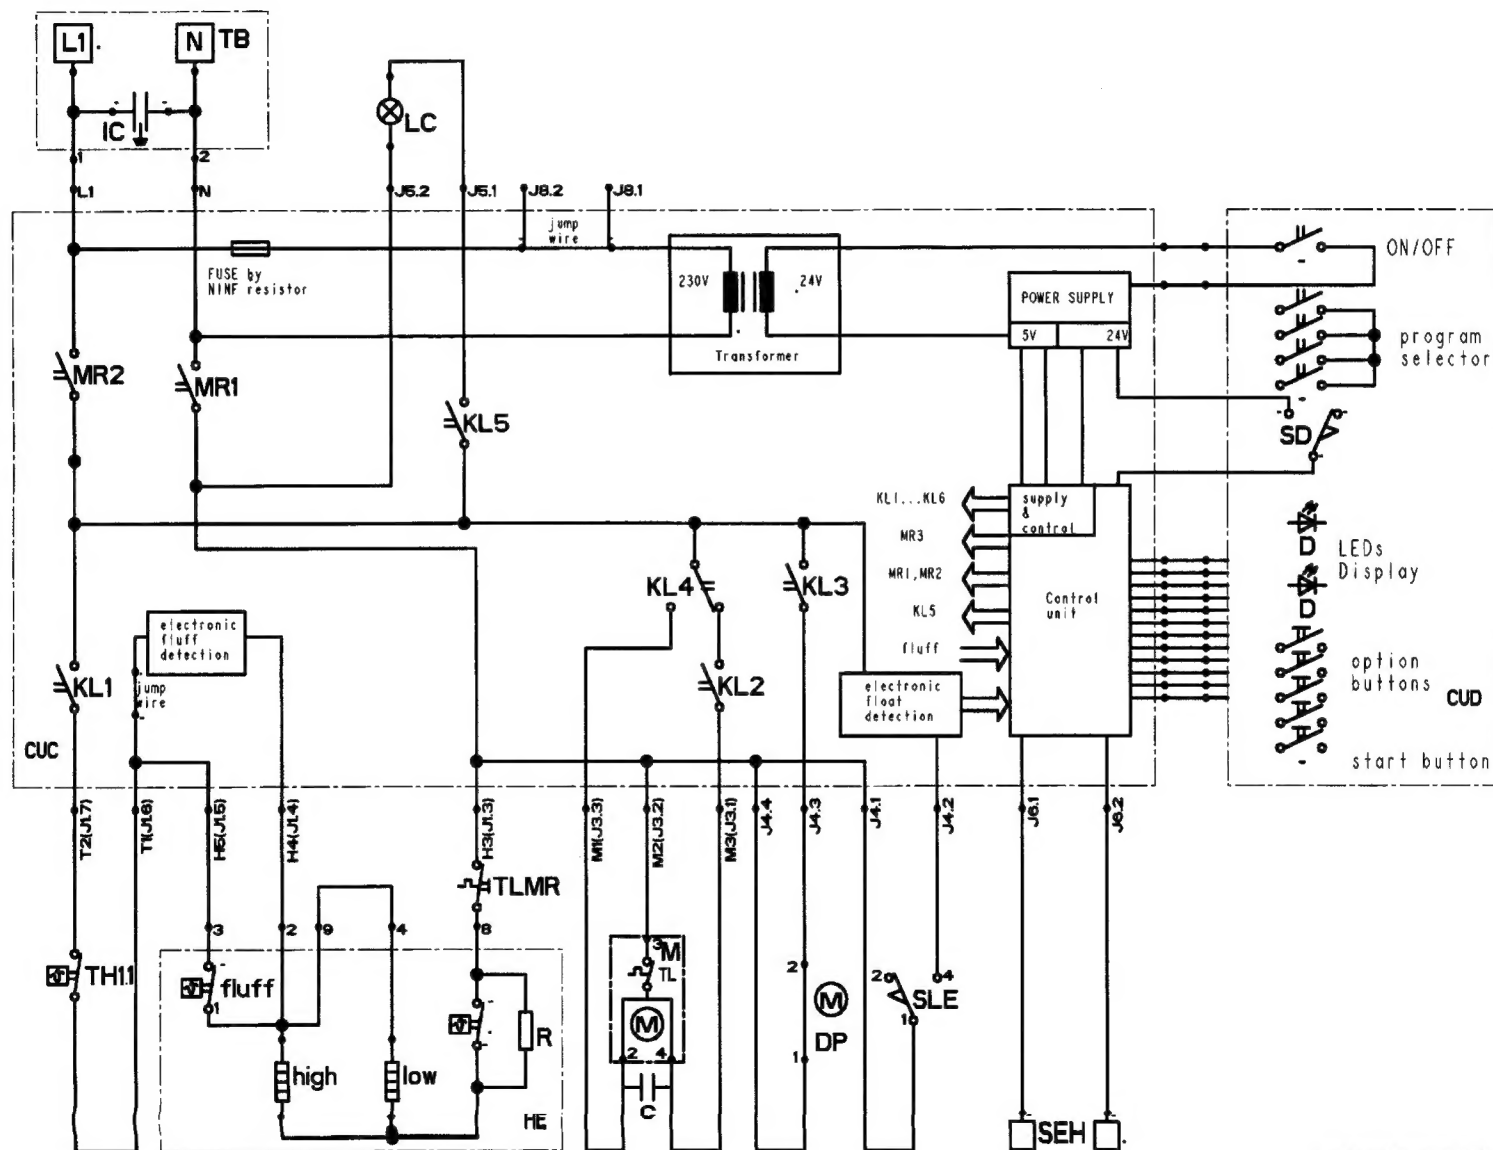 L1
N
TB
IC
1
2
LC
L1
N
J5.2
J5.1
J8.2
J8.1
jump
wire
FUSE by
NINF resistor
230V
24V
Transformer
POWER SUPPLY
5V
24V
ON/OFF
program
selector
MR2
MR1
KL5
SD
KL1...KL6
MR3
MR1,MR2
KL5
fluff
supply
&
control
Control
unit
D
LEDs
Display
D
KL4
KL3
electronic
fluff
detection
KL1
jump
wire
KL2
electronic
float
detection
option
buttons
CUD
start button
CUC
T2(J1.7)
T1(J1.6)
H5(J1.5)
H4(J1.4)
H3(J1.3)
M1(J3.3)
M2(J3.2)
M3(J3.1)
J4.4
J4.3
J4.1
J4.2
J6.1
J6.2
TLMR
3
2
9
4
8
TH1.1
fluff
1
3
M
TL
M
2
4
C
2
M
DP
1
2
4
SLE
1
R
high
low
HE
SEH